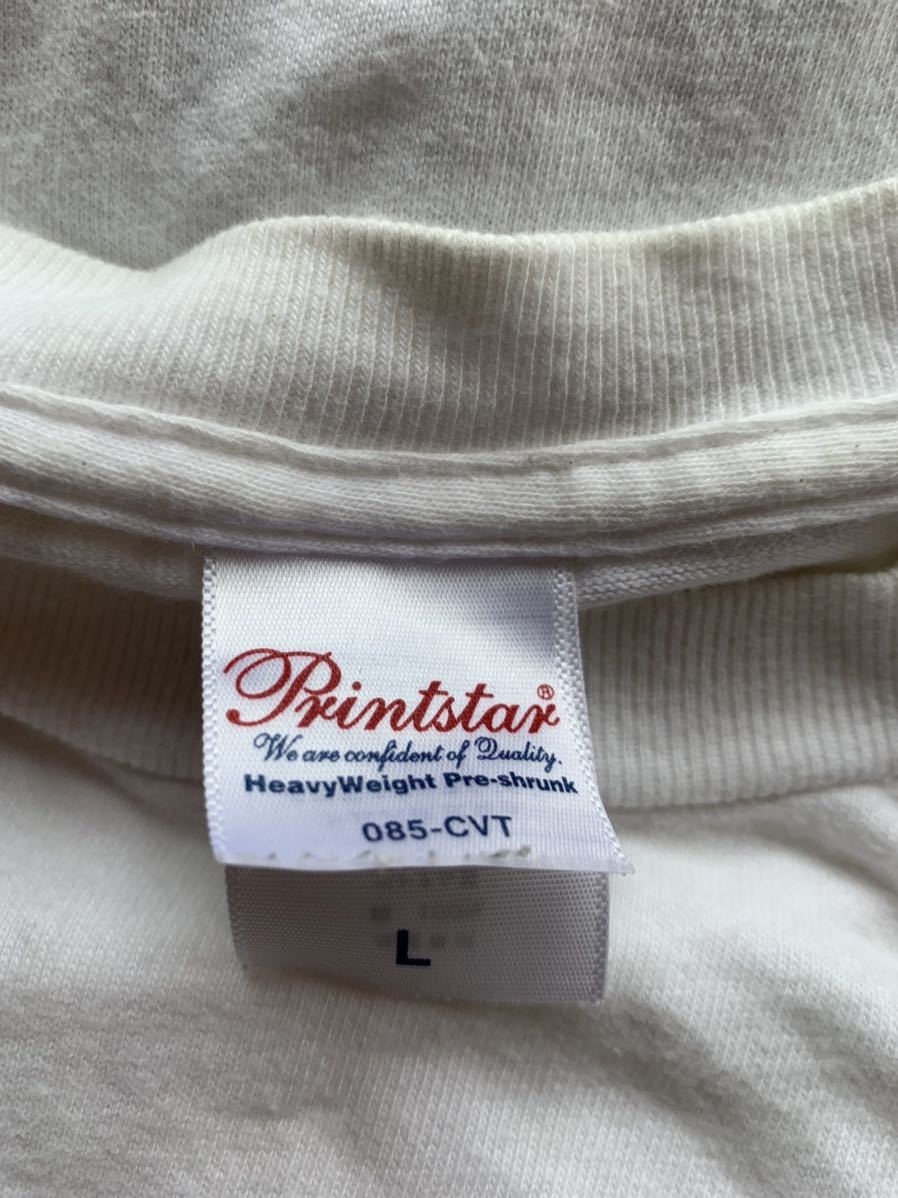 Printstar®
We are confident of Quality.
HeavyWeight Pre-shrunk
085-CVT
L